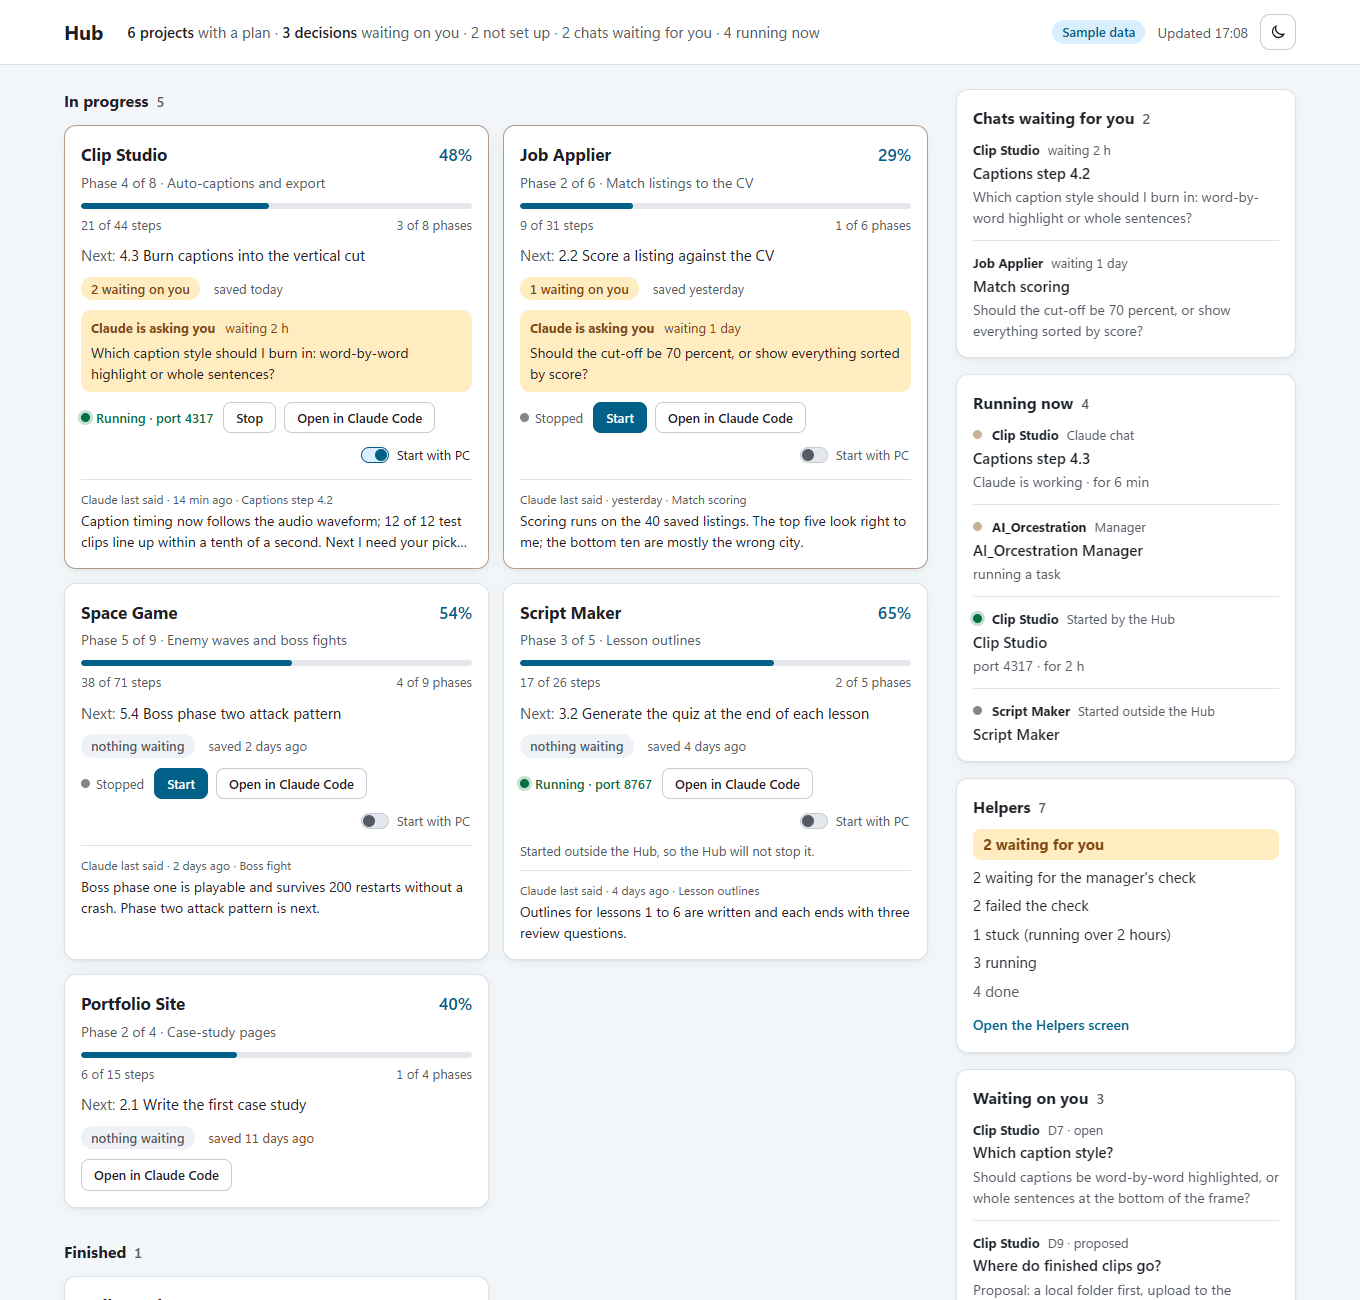 Hub
6 projects with a plan · 3 decisions waiting on you · 2 not set up · 2 chats waiting for you · 4 running now
Sample data
Updated 17:08
In progress 5
Clip Studio 48%
Phase 4 of 8 · Auto-captions and export
21 of 44 steps 3 of 8 phases
Next: 4.3 Burn captions into the vertical cut
2 waiting on you saved today
Claude is asking you waiting 2 h
Which caption style should I burn in: word-by-word
highlight or whole sentences?
Running · port 4317 Stop Open in Claude Code
Start with PC
Claude last said · 14 min ago · Captions step 4.2
Caption timing now follows the audio waveform; 12 of 12 test
clips line up within a tenth of a second. Next I need your pick...
Job Applier 29%
Phase 2 of 6 · Match listings to the CV
9 of 31 steps 1 of 6 phases
Next: 2.2 Score a listing against the CV
1 waiting on you saved yesterday
Claude is asking you waiting 1 day
Should the cut-off be 70 percent, or show everything sorted
by score?
Stopped Start Open in Claude Code
Start with PC
Claude last said · yesterday · Match scoring
Scoring runs on the 40 saved listings. The top five look right to
me; the bottom ten are mostly the wrong city.
Space Game 54%
Phase 5 of 9 · Enemy waves and boss fights
38 of 71 steps 4 of 9 phases
Next: 5.4 Boss phase two attack pattern
nothing waiting saved 2 days ago
Stopped Start Open in Claude Code
Start with PC
Claude last said · 2 days ago · Boss fight
Boss phase one is playable and survives 200 restarts without a
crash. Phase two attack pattern is next.
Script Maker 65%
Phase 3 of 5 · Lesson outlines
17 of 26 steps 2 of 5 phases
Next: 3.2 Generate the quiz at the end of each lesson
nothing waiting saved 4 days ago
Running · port 8767 Open in Claude Code
Start with PC
Started outside the Hub, so the Hub will not stop it.
Claude last said · 4 days ago · Lesson outlines
Outlines for lessons 1 to 6 are written and each ends with three
review questions.
Portfolio Site 40%
Phase 2 of 4 · Case-study pages
6 of 15 steps 1 of 4 phases
Next: 2.1 Write the first case study
nothing waiting saved 11 days ago
Open in Claude Code
Finished 1
Chats waiting for you 2
Clip Studio waiting 2 h
Captions step 4.2
Which caption style should I burn in: word-by-
word highlight or whole sentences?
Job Applier waiting 1 day
Match scoring
Should the cut-off be 70 percent, or show
everything sorted by score?
Running now 4
Clip Studio Claude chat
Captions step 4.3
Claude is working · for 6 min
AI_Orcestration Manager
AI_Orcestration Manager
running a task
Clip Studio Started by the Hub
Clip Studio
port 4317 · for 2 h
Script Maker Started outside the Hub
Script Maker
Helpers 7
2 waiting for you
2 waiting for the manager's check
2 failed the check
1 stuck (running over 2 hours)
3 running
4 done
Open the Helpers screen
Waiting on you 3
Clip Studio D7 · open
Which caption style?
Should captions be word-by-word highlighted, or
whole sentences at the bottom of the frame?
Clip Studio D9 · proposed
Where do finished clips go?
Proposal: a local folder first, upload to the